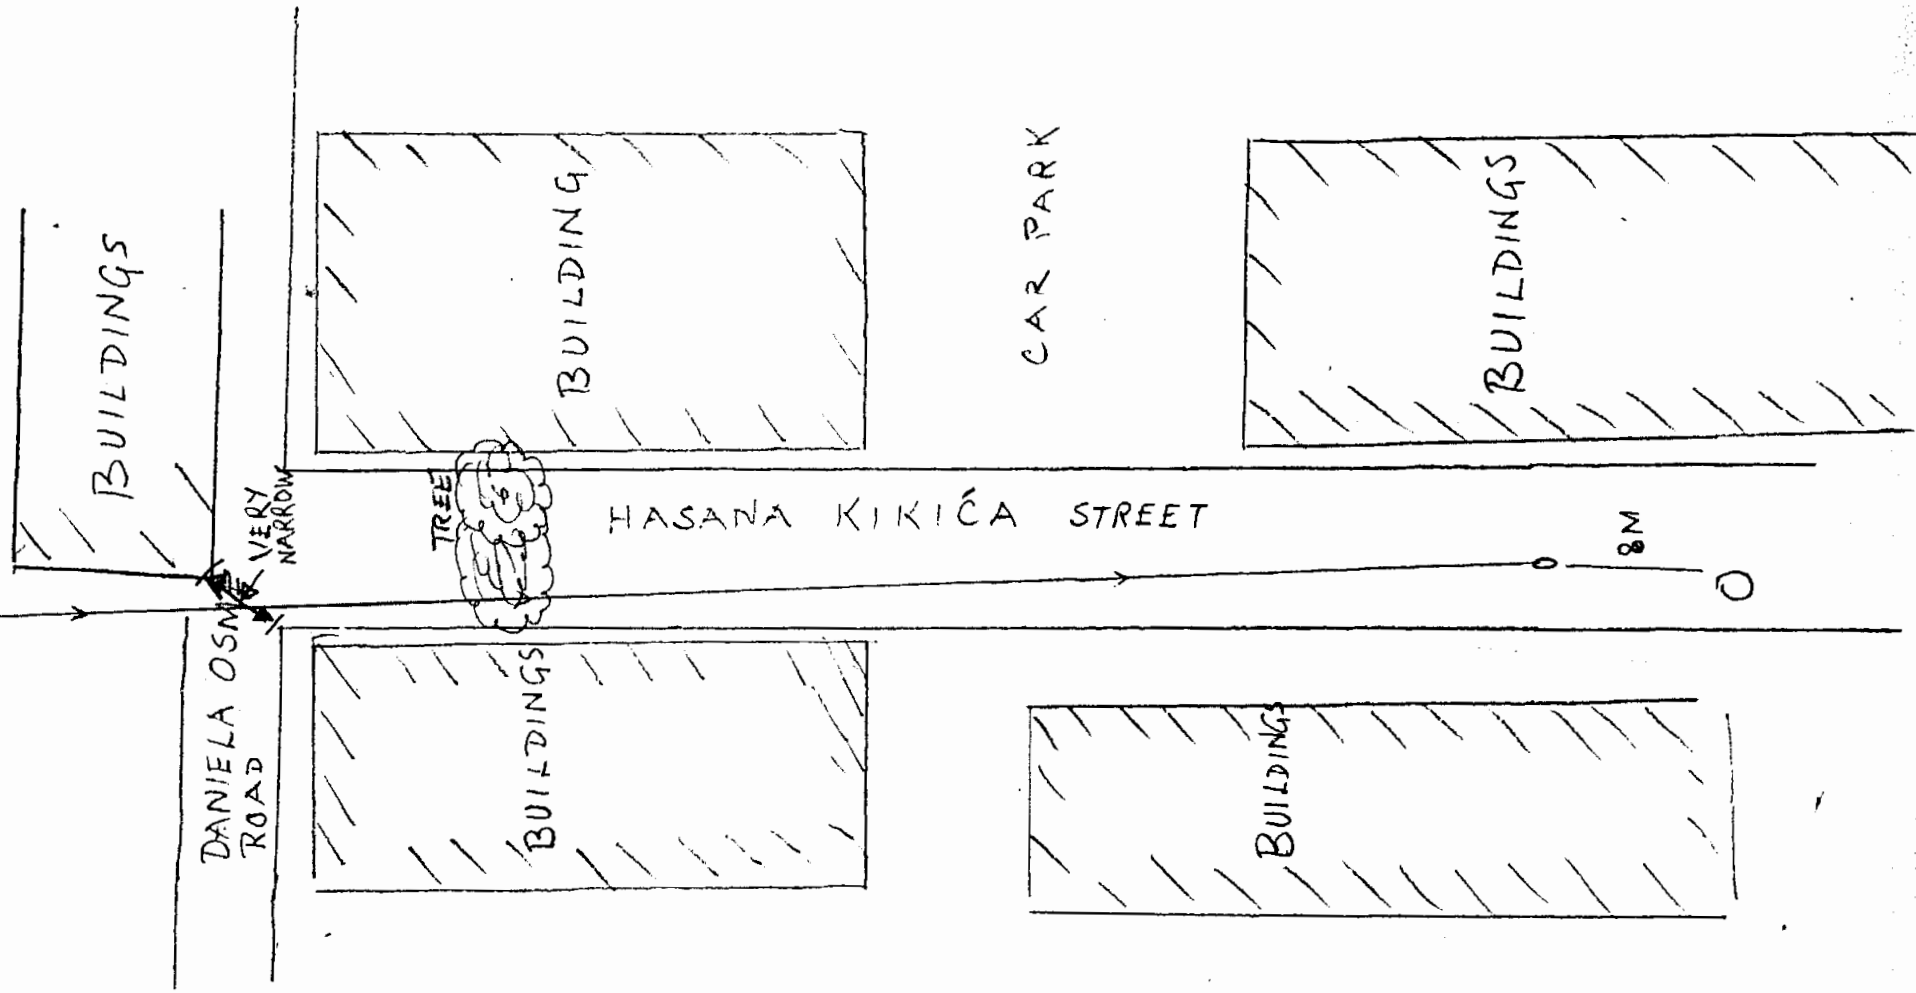 BUILDINGS
VERY
NARROW
TREE
BUILDING
CAR PARK
BUILDINGS
HASANA KIKIĆA STREET
8M
DANIELA OSM
ROAD
BUILDINGS
BUILDINGS